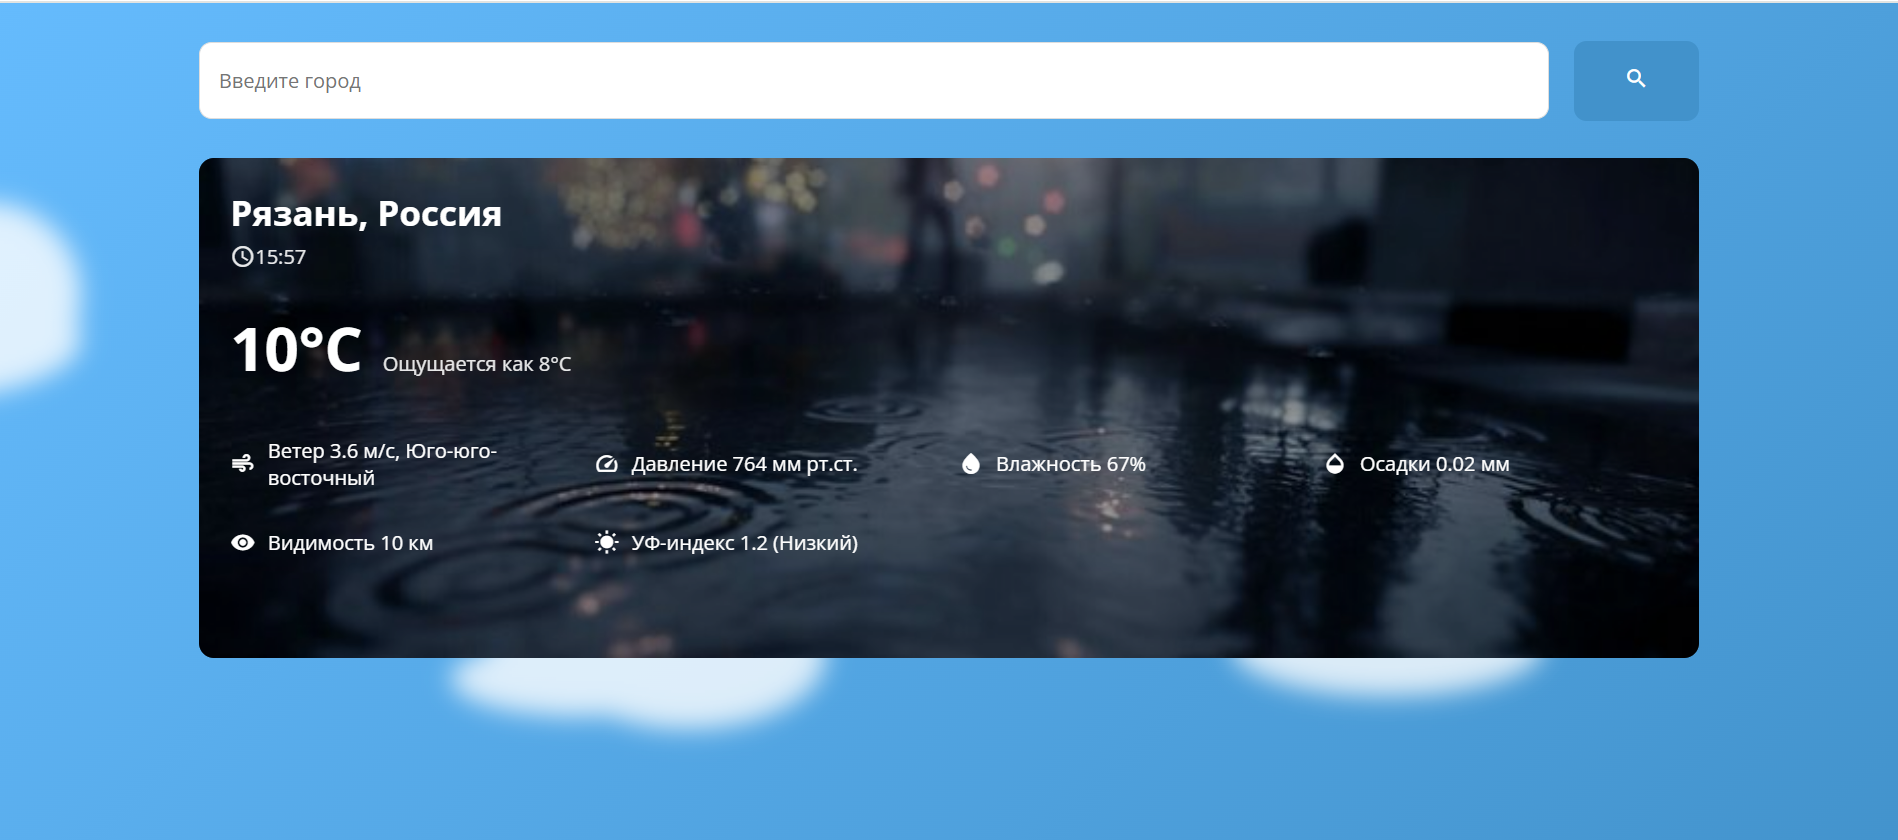 Введите город
Рязань, Россия
15:57
10°C Ощущается как 8°C
Ветер 3.6 м/с, Юго-юго-
восточный
Давление 764 мм рт.ст.
Влажность 67%
Осадки 0.02 мм
Видимость 10 км
УФ-индекс 1.2 (Низкий)